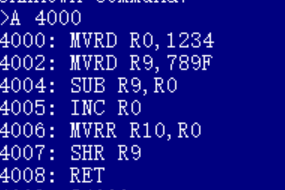 >A 4000
4000: MVRD R0,1234
4002: MVRD R9,789F
4004: SUB R9,R0
4005: INC R0
4006: MVRR R10,R0
4007: SHR R9
4008: RET